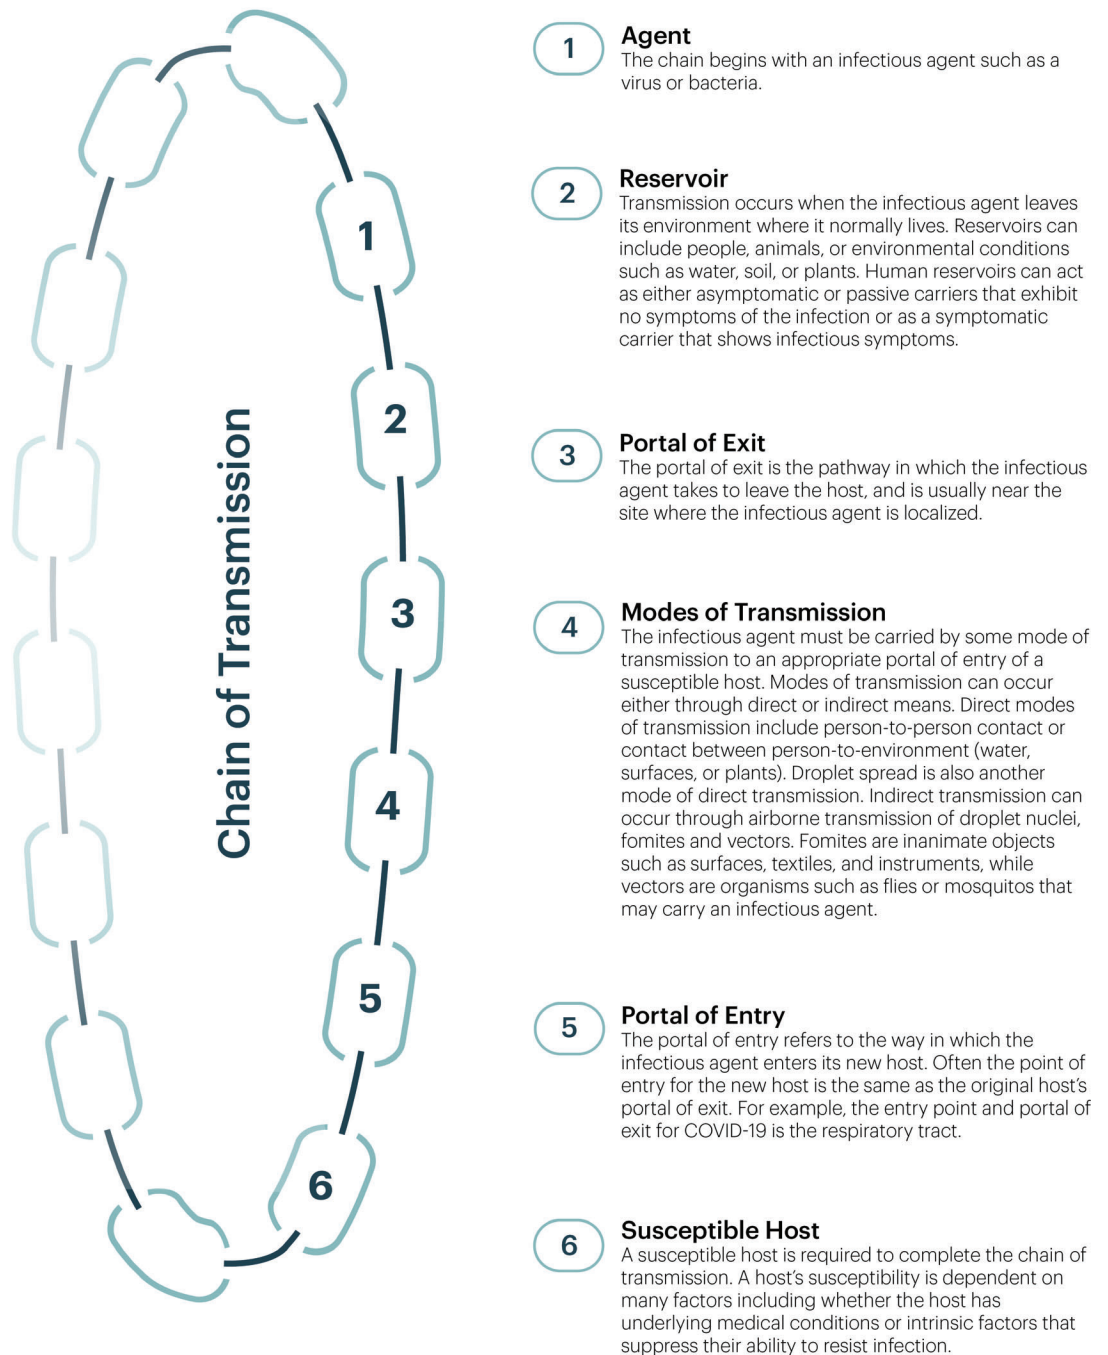 Chain of Transmission
1
2
3
4
5
6
1
Agent
The chain begins with an infectious agent such as a
virus or bacteria.
2
Reservoir
Transmission occurs when the infectious agent leaves
its environment where it normally lives. Reservoirs can
include people, animals, or environmental conditions
such as water, soil, or plants. Human reservoirs can act
as either asymptomatic or passive carriers that exhibit
no symptoms of the infection or as a symptomatic
carrier that shows infectious symptoms.
3
Portal of Exit
The portal of exit is the pathway in which the infectious
agent takes to leave the host, and is usually near the
site where the infectious agent is localized.
4
Modes of Transmission
The infectious agent must be carried by some mode of
transmission to an appropriate portal of entry of a
susceptible host. Modes of transmission can occur
either through direct or indirect means. Direct modes
of transmission include person-to-person contact or
contact between person-to-environment (water,
surfaces, or plants). Droplet spread is also another
mode of direct transmission. Indirect transmission can
occur through airborne transmission of droplet nuclei,
fomites and vectors. Fomites are inanimate objects
such as surfaces, textiles, and instruments, while
vectors are organisms such as flies or mosquitos that
may carry an infectious agent.
5
Portal of Entry
The portal of entry refers to the way in which the
infectious agent enters its new host. Often the point of
entry for the new host is the same as the original host's
portal of exit. For example, the entry point and portal of
exit for COVID-19 is the respiratory tract.
6
Susceptible Host
A susceptible host is required to complete the chain of
transmission. A host's susceptibility is dependent on
many factors including whether the host has
underlying medical conditions or intrinsic factors that
suppress their ability to resist infection.